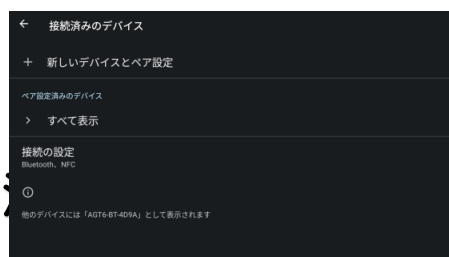 接続済みのデバイス
+ 新しいデバイスとペア設定
ペア設定済みのデバイス
すべて表示
接続の設定
Bluetooth、NFC
他のデバイスには「AGT6-BT-4D9A」として表示されます